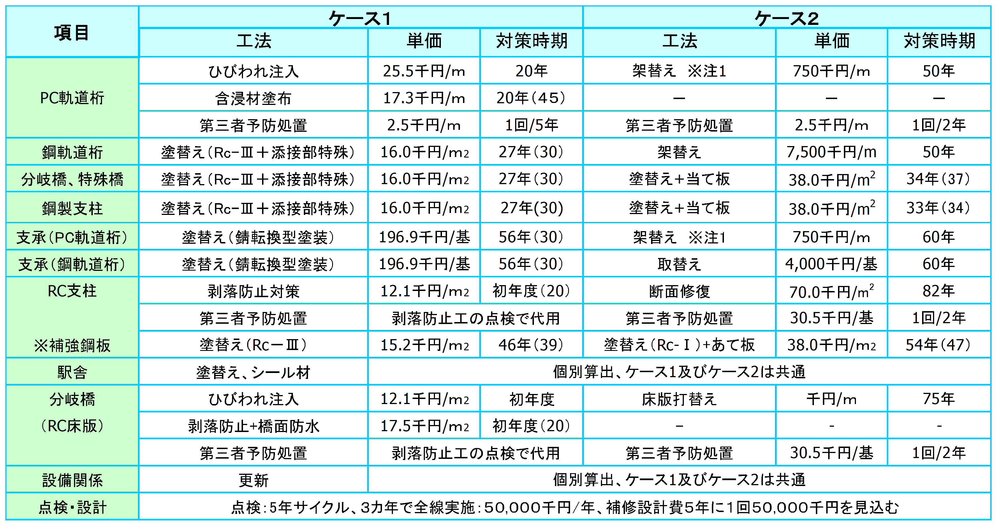 項目 ケース1 ケース2
工法 単価 対策時期 工法 単価 対策時期
PC軌道桁 ひびわれ注入 25.5千円/m 20年 架替え ※注1 750千円/m 50年
含浸材塗布 17.3千円/m 20年(45) － － －
第三者予防処置 2.5千円/m 1回/5年 第三者予防処置 2.5千円/m 1回/2年
鋼軌道桁 塗替え(Rc-Ⅲ+添接部特殊) 16.0千円/m2 27年(30) 架替え 7,500千円/m 50年
分岐橋、特殊橋 塗替え(Rc-Ⅲ+添接部特殊) 16.0千円/m2 27年(30) 塗替え+当て板 38.0千円/m² 34年(37)
鋼製支柱 塗替え(Rc-Ⅲ+添接部特殊) 16.0千円/m2 27年(30) 塗替え+当て板 38.0千円/m² 33年(34)
支承(PC軌道桁) 塗替え(錆転換型塗装) 196.9千円/基 56年(30) 架替え ※注1 750千円/m 60年
支承(鋼軌道桁) 塗替え(錆転換型塗装) 196.9千円/基 56年(30) 取替え 4,000千円/基 60年
RC支柱 剥落防止対策 12.1千円/m2 初年度(20) 断面修復 70.0千円/m² 82年
第三者予防処置 剥落防止工の点検で代用 第三者予防処置 30.5千円/基 1回/2年
※補強鋼板 塗替え(Rc－Ⅲ) 15.2千円/m2 46年(39) 塗替え(Rc-Ⅰ)+あて板 38.0千円/m2 54年(47)
駅舎 塗替え、シール材 個別算出、ケース1及びケース2は共通
分岐橋 ひびわれ注入 12.1千円/m2 初年度 床版打替え 千円/m 75年
(RC床版) 剥落防止+橋面防水 17.5千円/m2 初年度(20) － - -
第三者予防処置 剥落防止工の点検で代用 第三者予防処置 30.5千円/基 1回/2年
設備関係 更新 個別算出、ケース1及びケース2は共通
点検・設計 点検:5年サイクル、3カ年で全線実施:50,000千円/年、補修設計費5年に1回50,000千円を見込む